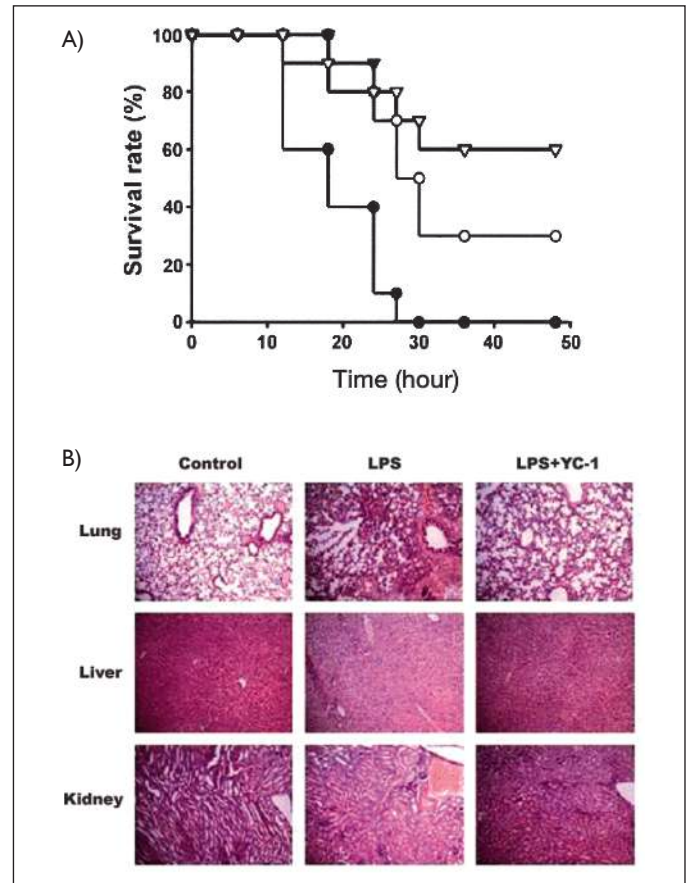 A)
Survival rate (%)
100
80
60
40
20
0
0 10 20 30 40 50
Time (hour)
B)
Control LPS LPS+YC-1
Lung
Liver
Kidney